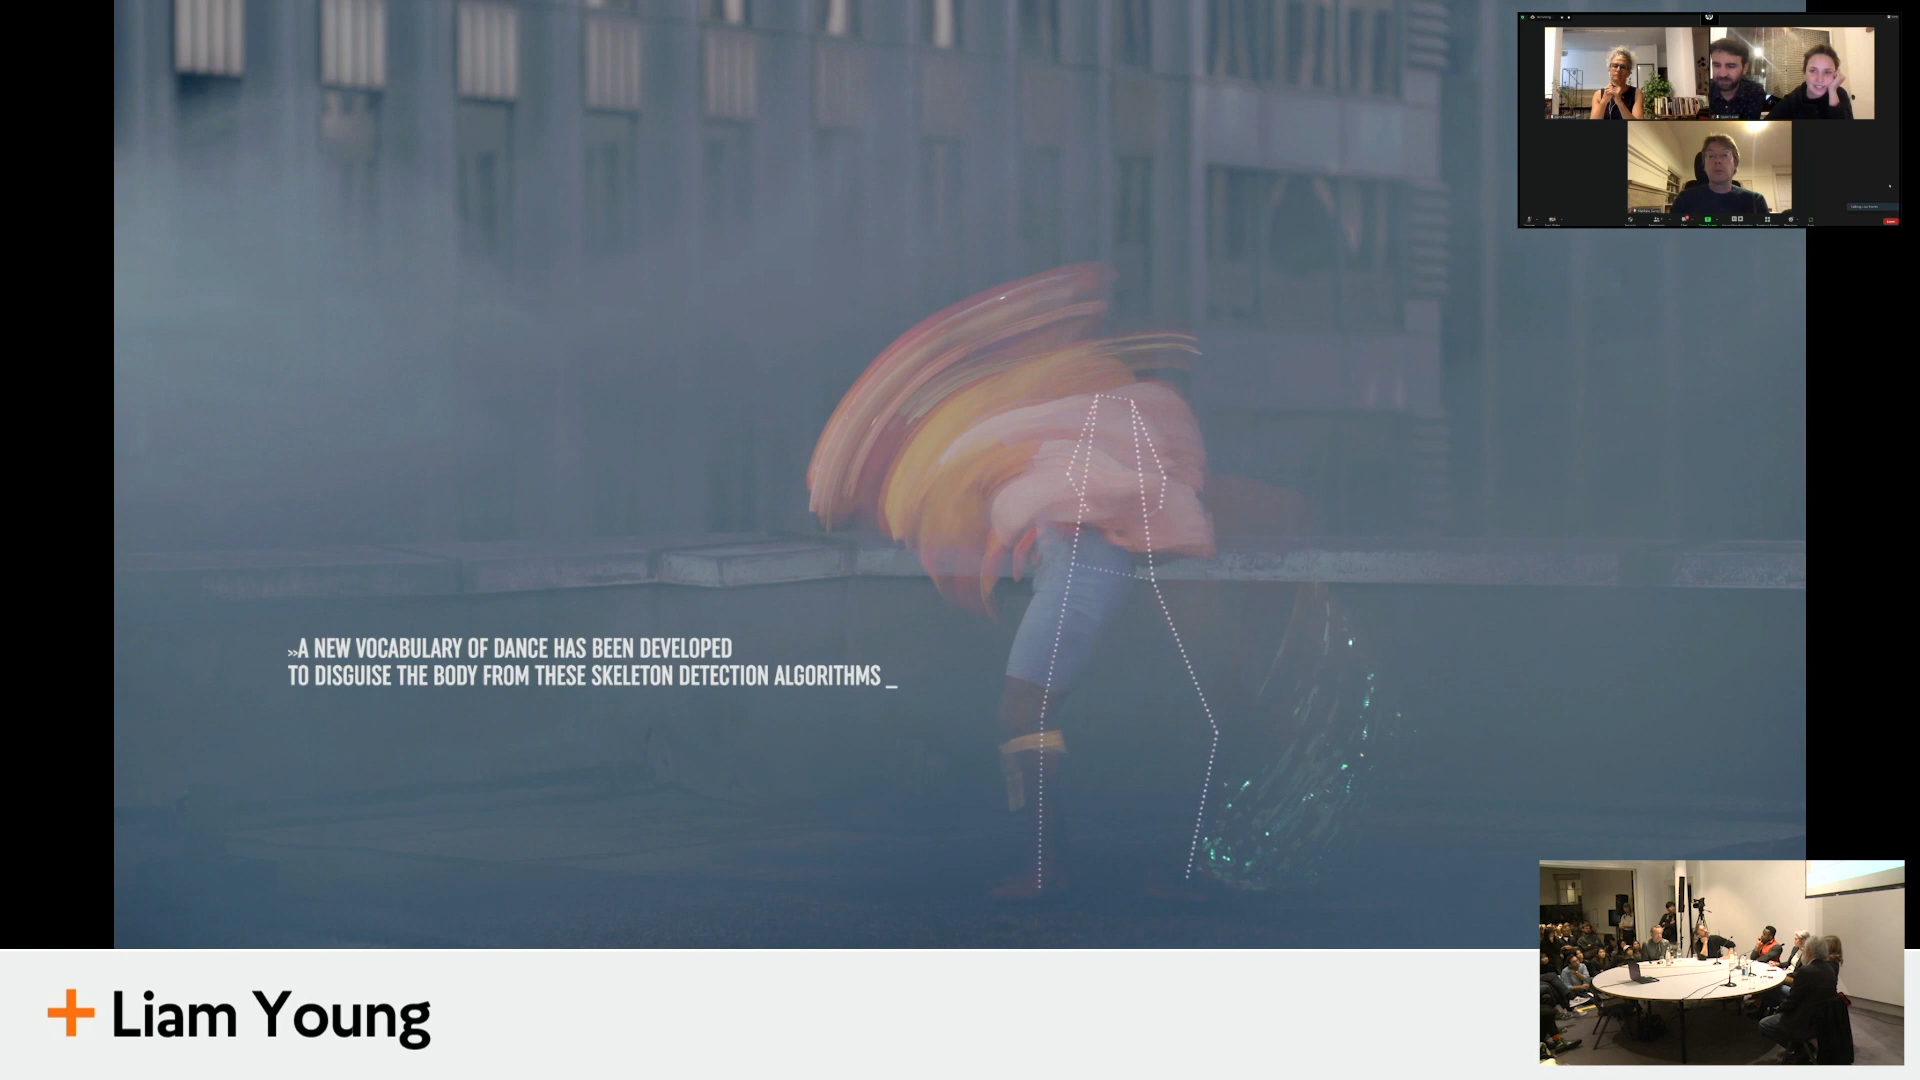 »A NEW VOCABULARY OF DANCE HAS BEEN DEVELOPED
TO DISGUISE THE BODY FROM THESE SKELETON DETECTION ALGORITHMS _
+ Liam Young